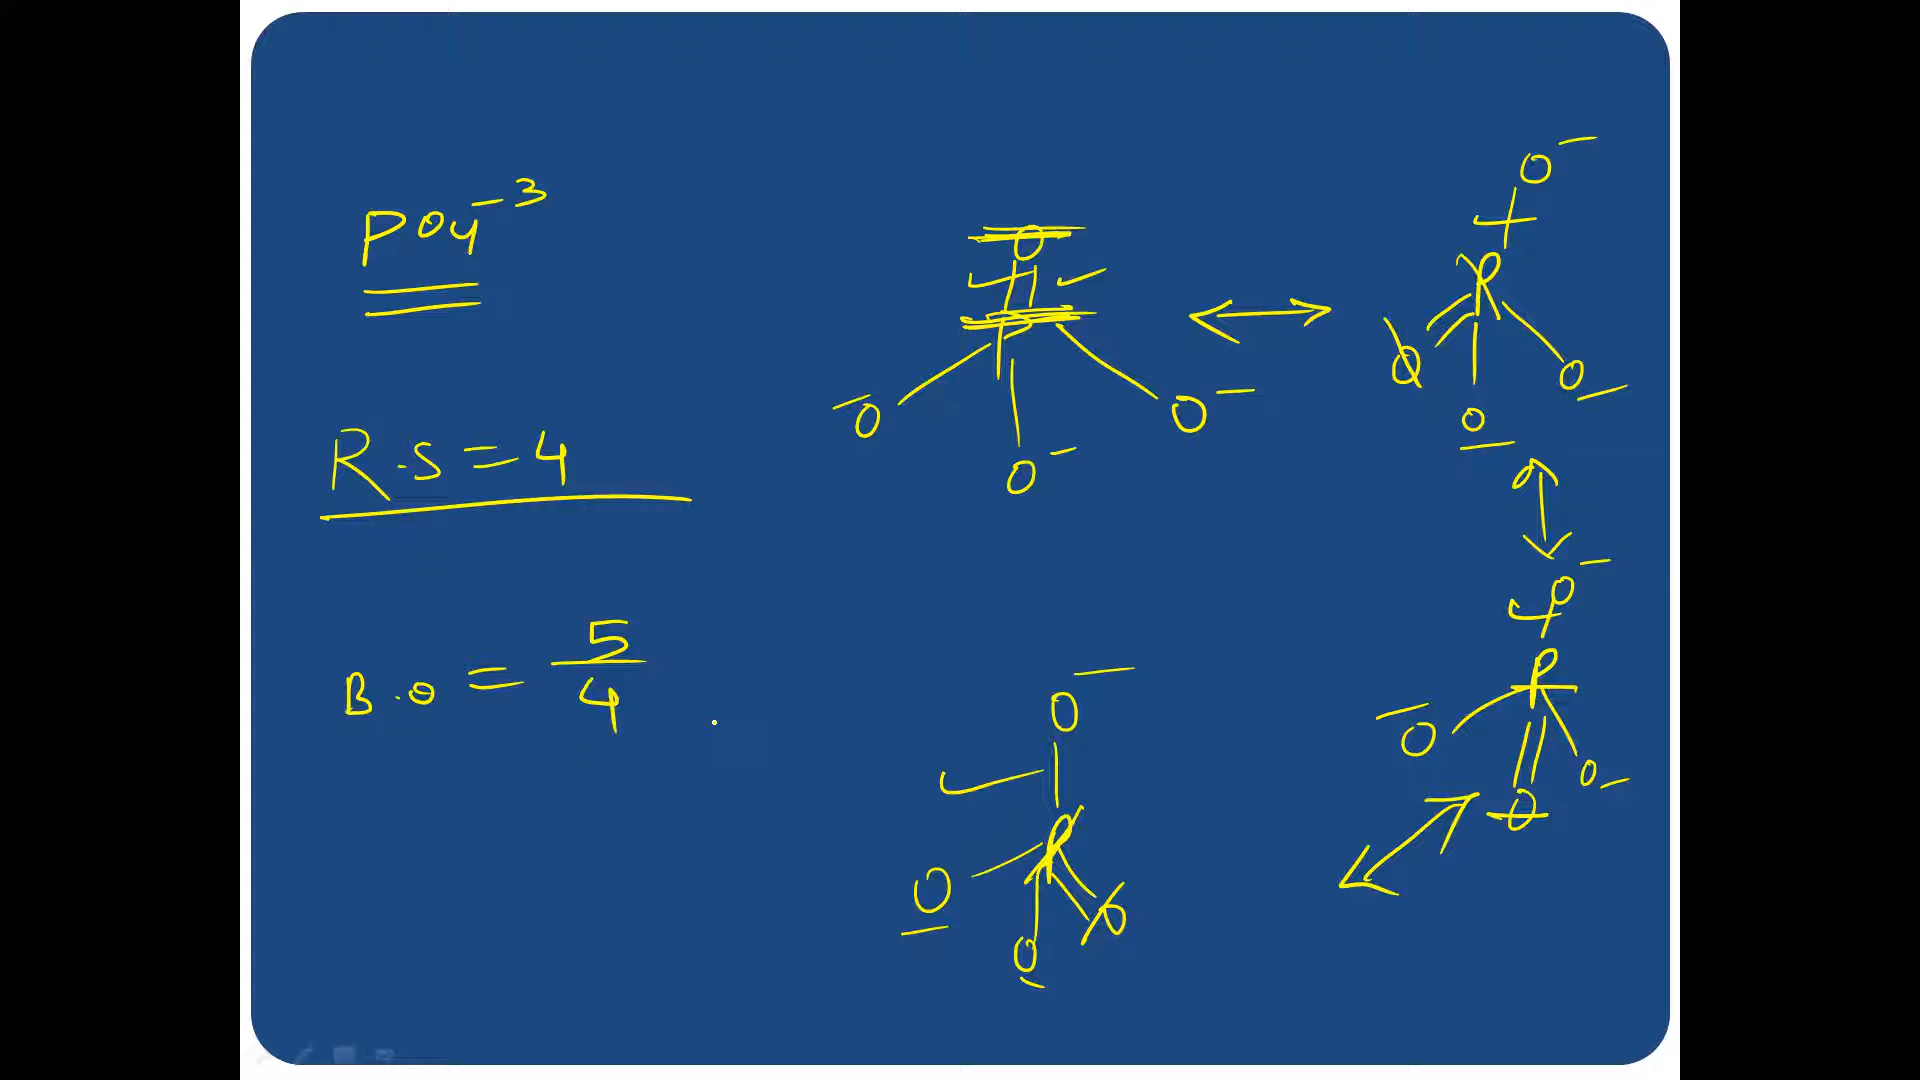 PO4^-3
R.S = 4
B.O = 5/4
O
P
-O
O-
O-
O-
P
O
O-
O-
O-
P
-O
O-
O
O-
P
O-
O
O-